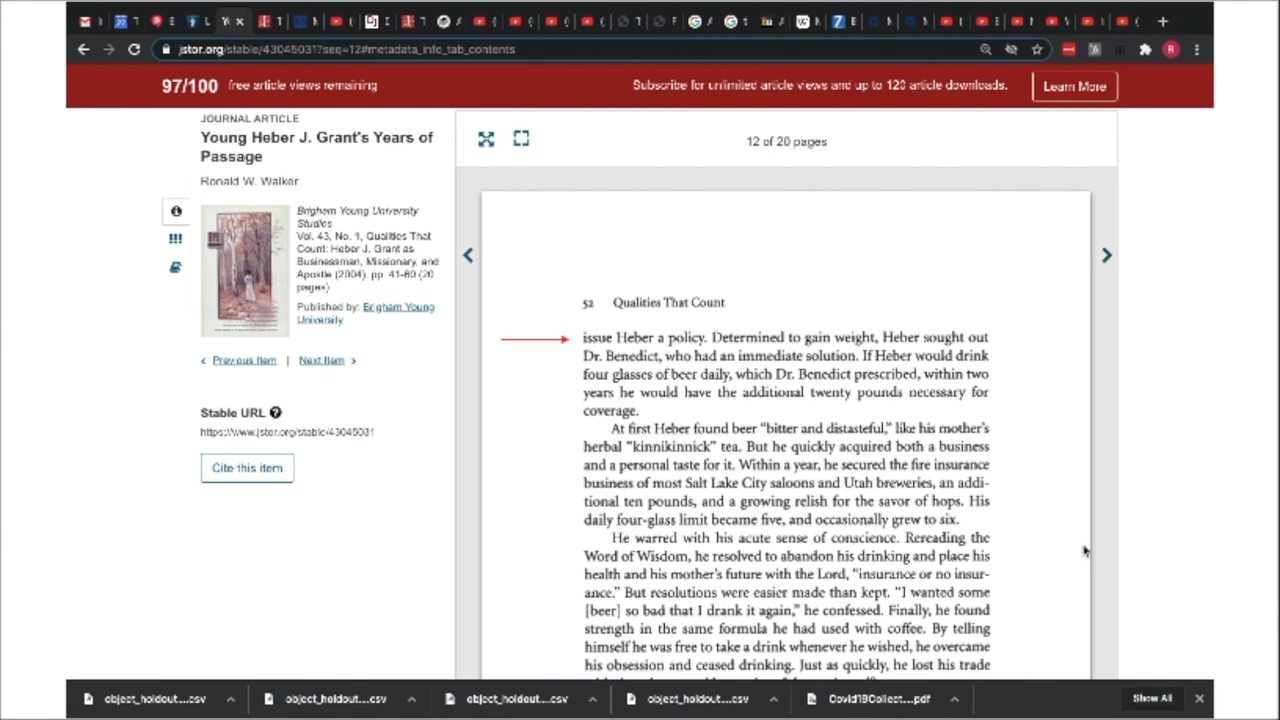 jstor.org/stable/43045031?seq=12#metadata_info_tab_contents
97/100 free article views remaining
Subscribe for unlimited article views and up to 120 article downloads.
Learn More
JOURNAL ARTICLE
Young Heber J. Grant's Years of
Passage
Ronald W. Walker
Brigham Young University
Studies
Vol. 43, No. 1, Qualities That
Count: Heber J. Grant as
Businessman, Missionary, and
Apostle (2004), pp. 41-60 (20
pages)
Published by: Brigham Young
University
Previous Item | Next Item
Stable URL
https://www.jstor.org/stable/43045031
Cite this item
12 of 20 pages
52 Qualities That Count
issue Heber a policy. Determined to gain weight, Heber sought out
Dr. Benedict, who had an immediate solution. If Heber would drink
four glasses of beer daily, which Dr. Benedict prescribed, within two
years he would have the additional twenty pounds necessary for
coverage.
At first Heber found beer “bitter and distasteful,” like his mother’s
herbal “kinnikinnick” tea. But he quickly acquired both a business
and a personal taste for it. Within a year, he secured the fire insurance
business of most Salt Lake City saloons and Utah breweries, an addi-
tional ten pounds, and a growing relish for the savor of hops. His
daily four-glass limit became five, and occasionally grew to six.
He warred with his acute sense of conscience. Rereading the
Word of Wisdom, he resolved to abandon his drinking and place his
health and his mother’s future with the Lord, “insurance or no insur-
ance.” But resolutions were easier made than kept. “I wanted some
[beer] so bad that I drank it again,” he confessed. Finally, he found
strength in the same formula he had used with coffee. By telling
himself he was free to take a drink whenever he wished, he overcame
his obsession and ceased drinking. Just as quickly, he lost his trade
object_holdout....csv
object_holdout....csv
object_holdout....csv
object_holdout....csv
Covid19Collect....pdf
Show All